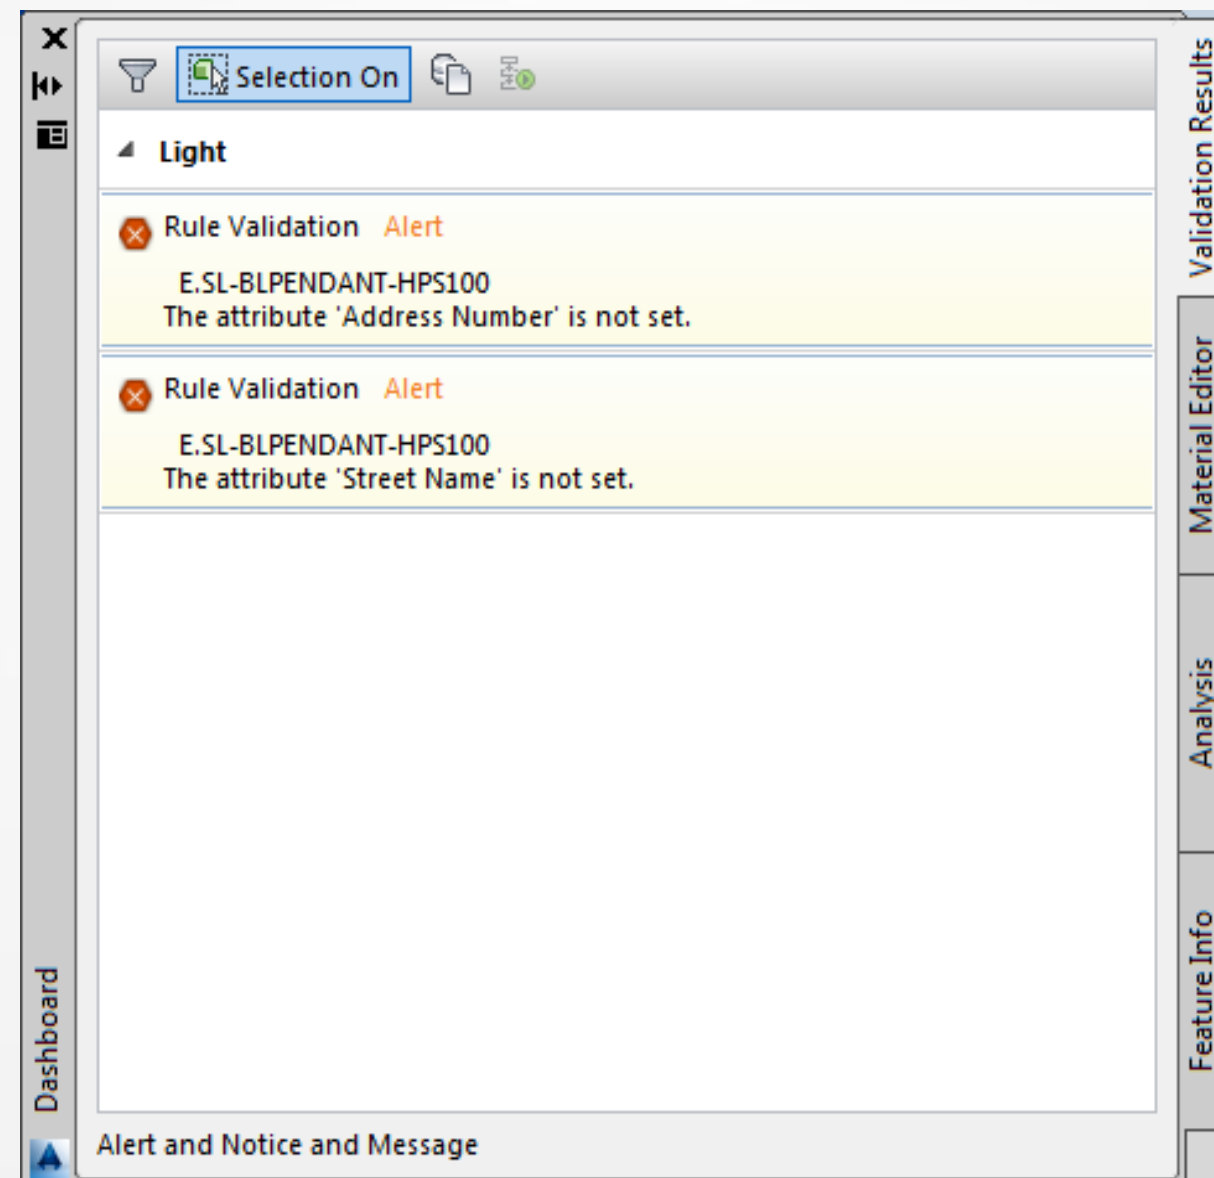 Selection On
Light
Rule Validation Alert
E.SL-BLPENDANT-HPS100
The attribute 'Address Number' is not set.
Rule Validation Alert
E.SL-BLPENDANT-HPS100
The attribute 'Street Name' is not set.
Alert and Notice and Message
Dashboard
Validation Results
Material Editor
Analysis
Feature Info